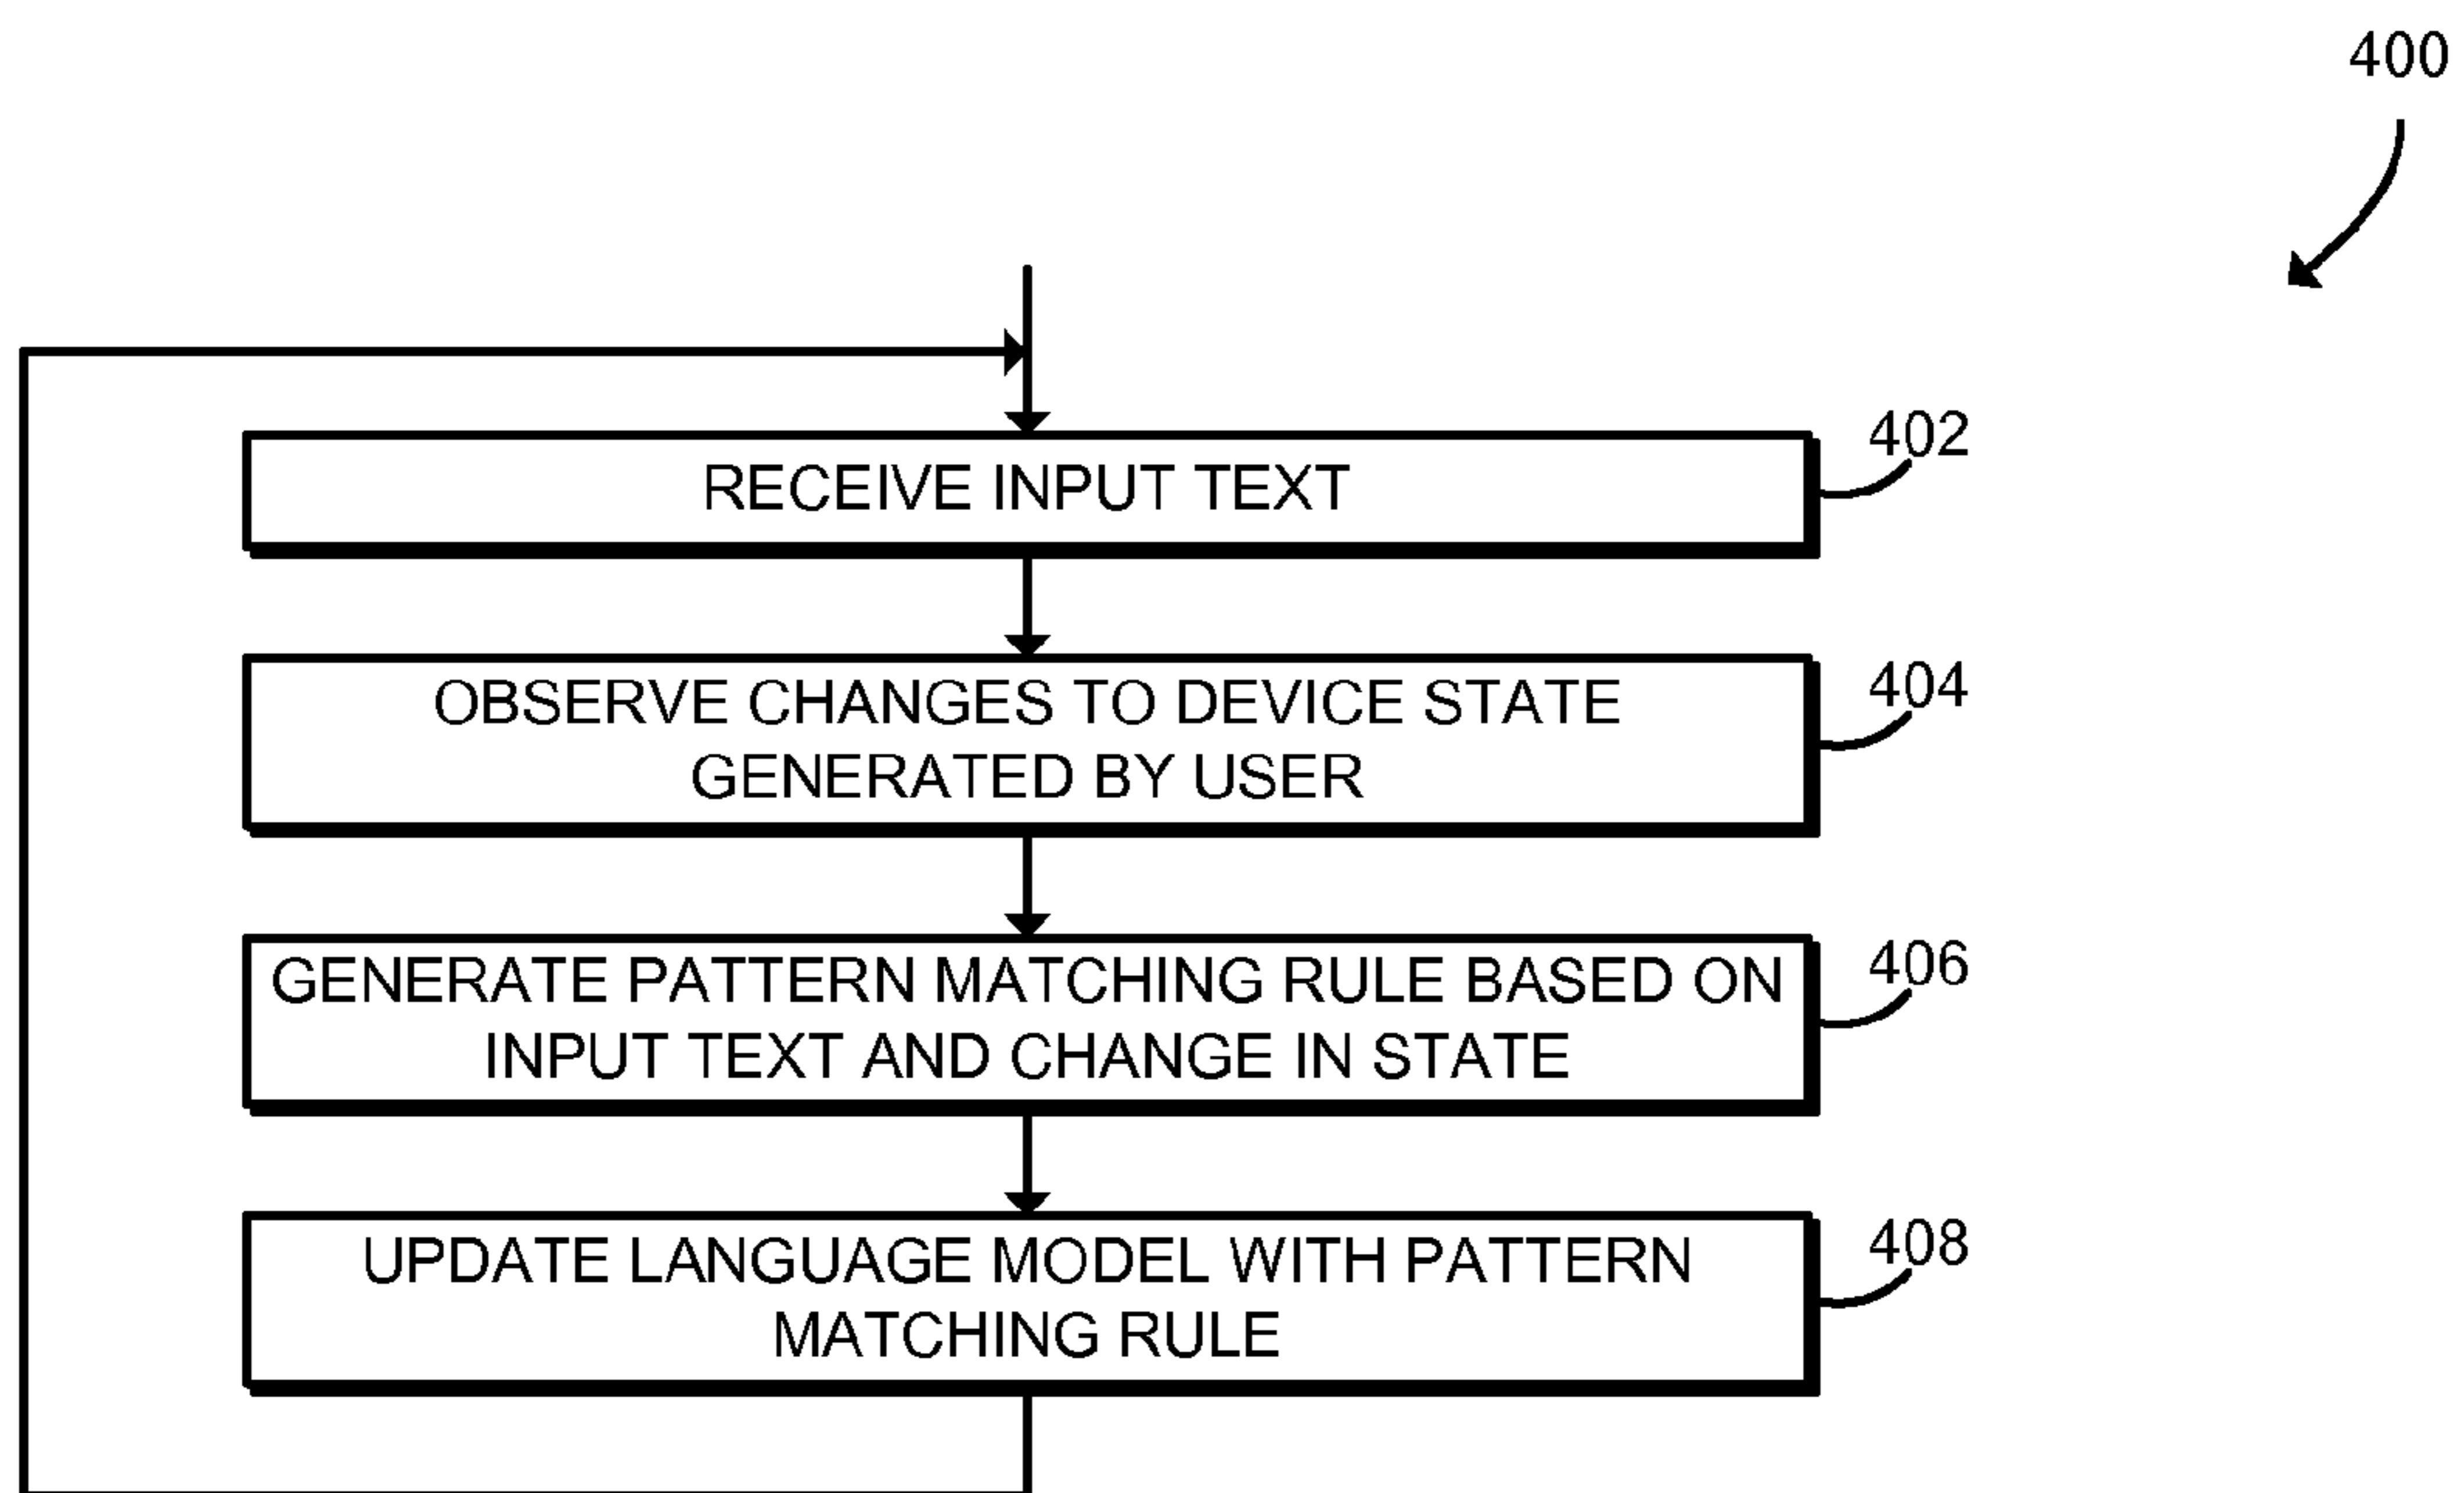 400
402
RECEIVE INPUT TEXT
404
OBSERVE CHANGES TO DEVICE STATE
GENERATED BY USER
406
GENERATE PATTERN MATCHING RULE BASED ON
INPUT TEXT AND CHANGE IN STATE
408
UPDATE LANGUAGE MODEL WITH PATTERN
MATCHING RULE